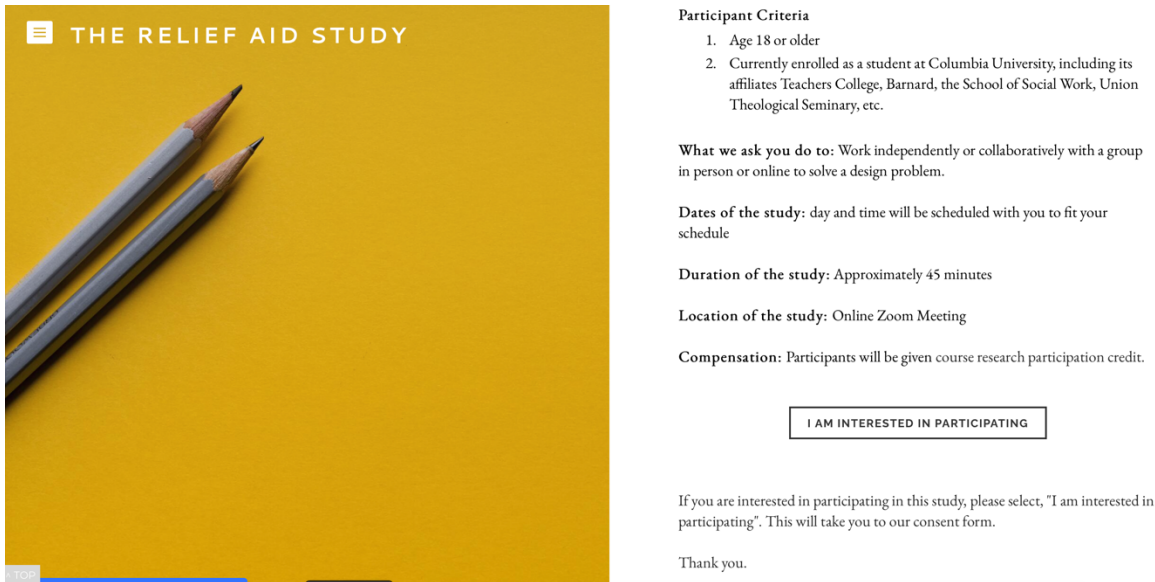 THE RELIEF AID STUDY
Participant Criteria
1. Age 18 or older
2. Currently enrolled as a student at Columbia University, including its
affiliates Teachers College, Barnard, the School of Social Work, Union
Theological Seminary, etc.
What we ask you do to: Work independently or collaboratively with a group
in person or online to solve a design problem.
Dates of the study: day and time will be scheduled with you to fit your
schedule
Duration of the study: Approximately 45 minutes
Location of the study: Online Zoom Meeting
Compensation: Participants will be given course research participation credit.
I AM INTERESTED IN PARTICIPATING
If you are interested in participating in this study, please select, "I am interested in
participating". This will take you to our consent form.
Thank you.
^ TOP